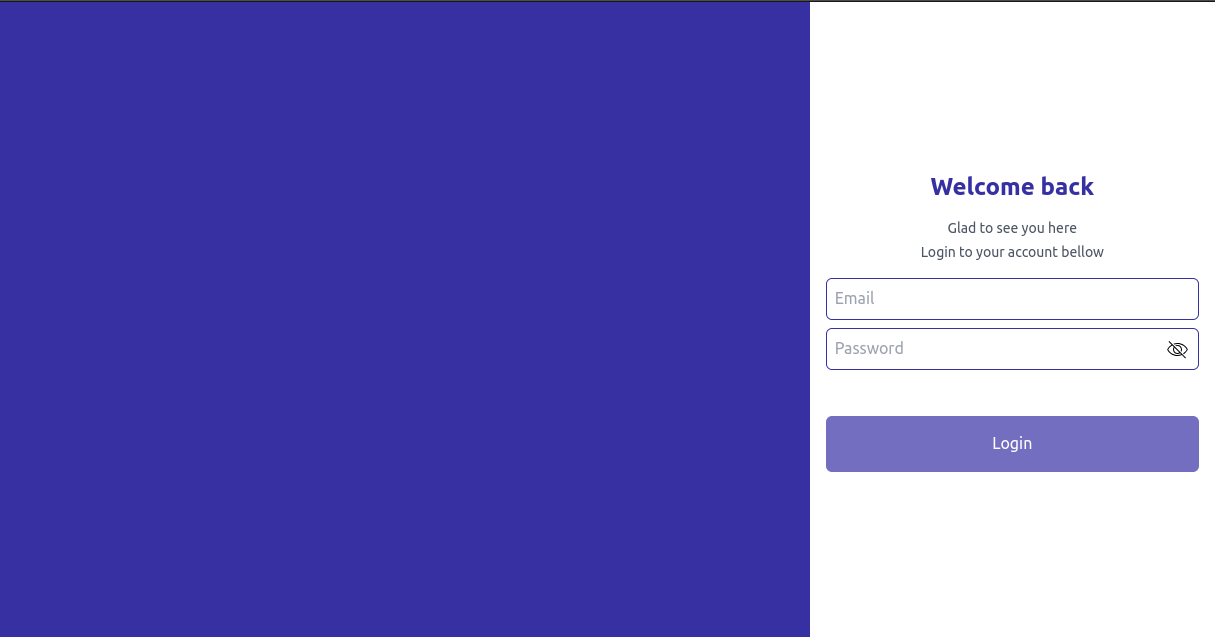 Welcome back
Glad to see you here
Login to your account bellow
Email
Password
Login